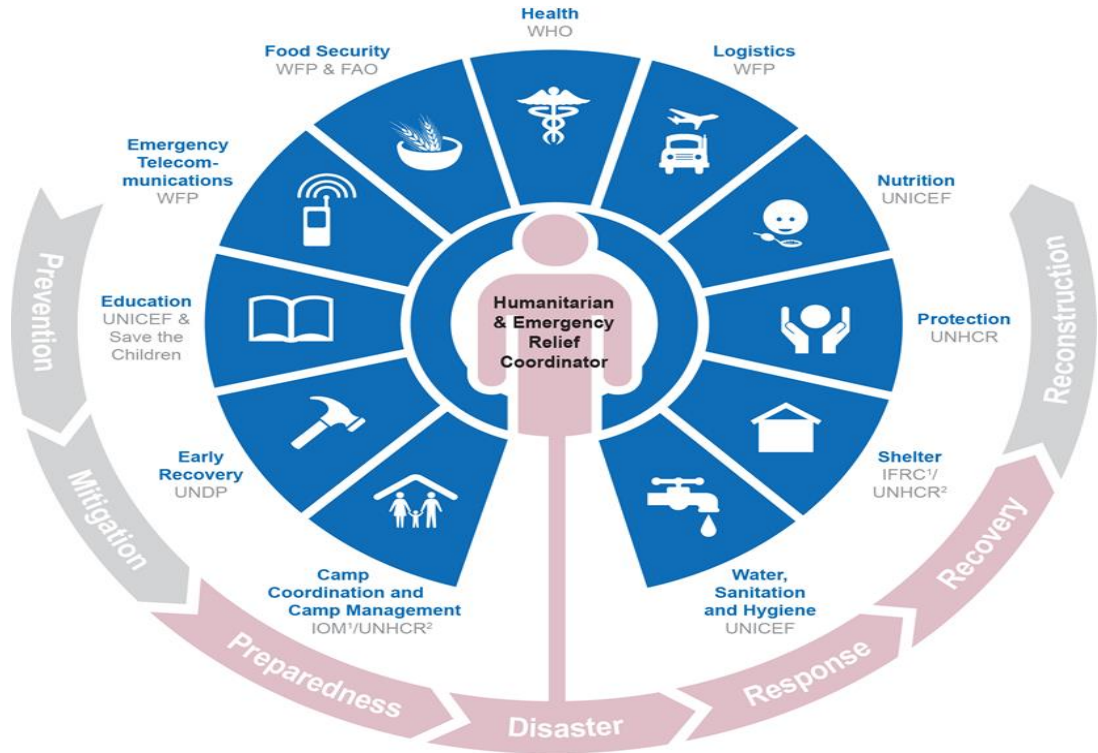 Health
WHO
Logistics
WFP
Nutrition
UNICEF
Protection
UNHCR
Shelter
IFRC¹/
UNHCR²
Water,
Sanitation
and Hygiene
UNICEF
Camp
Coordination and
Camp Management
IOM¹/UNHCR²
Early
Recovery
UNDP
Education
UNICEF &
Save the
Children
Emergency
Telecom-
munications
WFP
Food Security
WFP & FAO
Humanitarian
& Emergency
Relief
Coordinator
Prevention
Mitigation
Preparedness
Disaster
Response
Recovery
Reconstruction